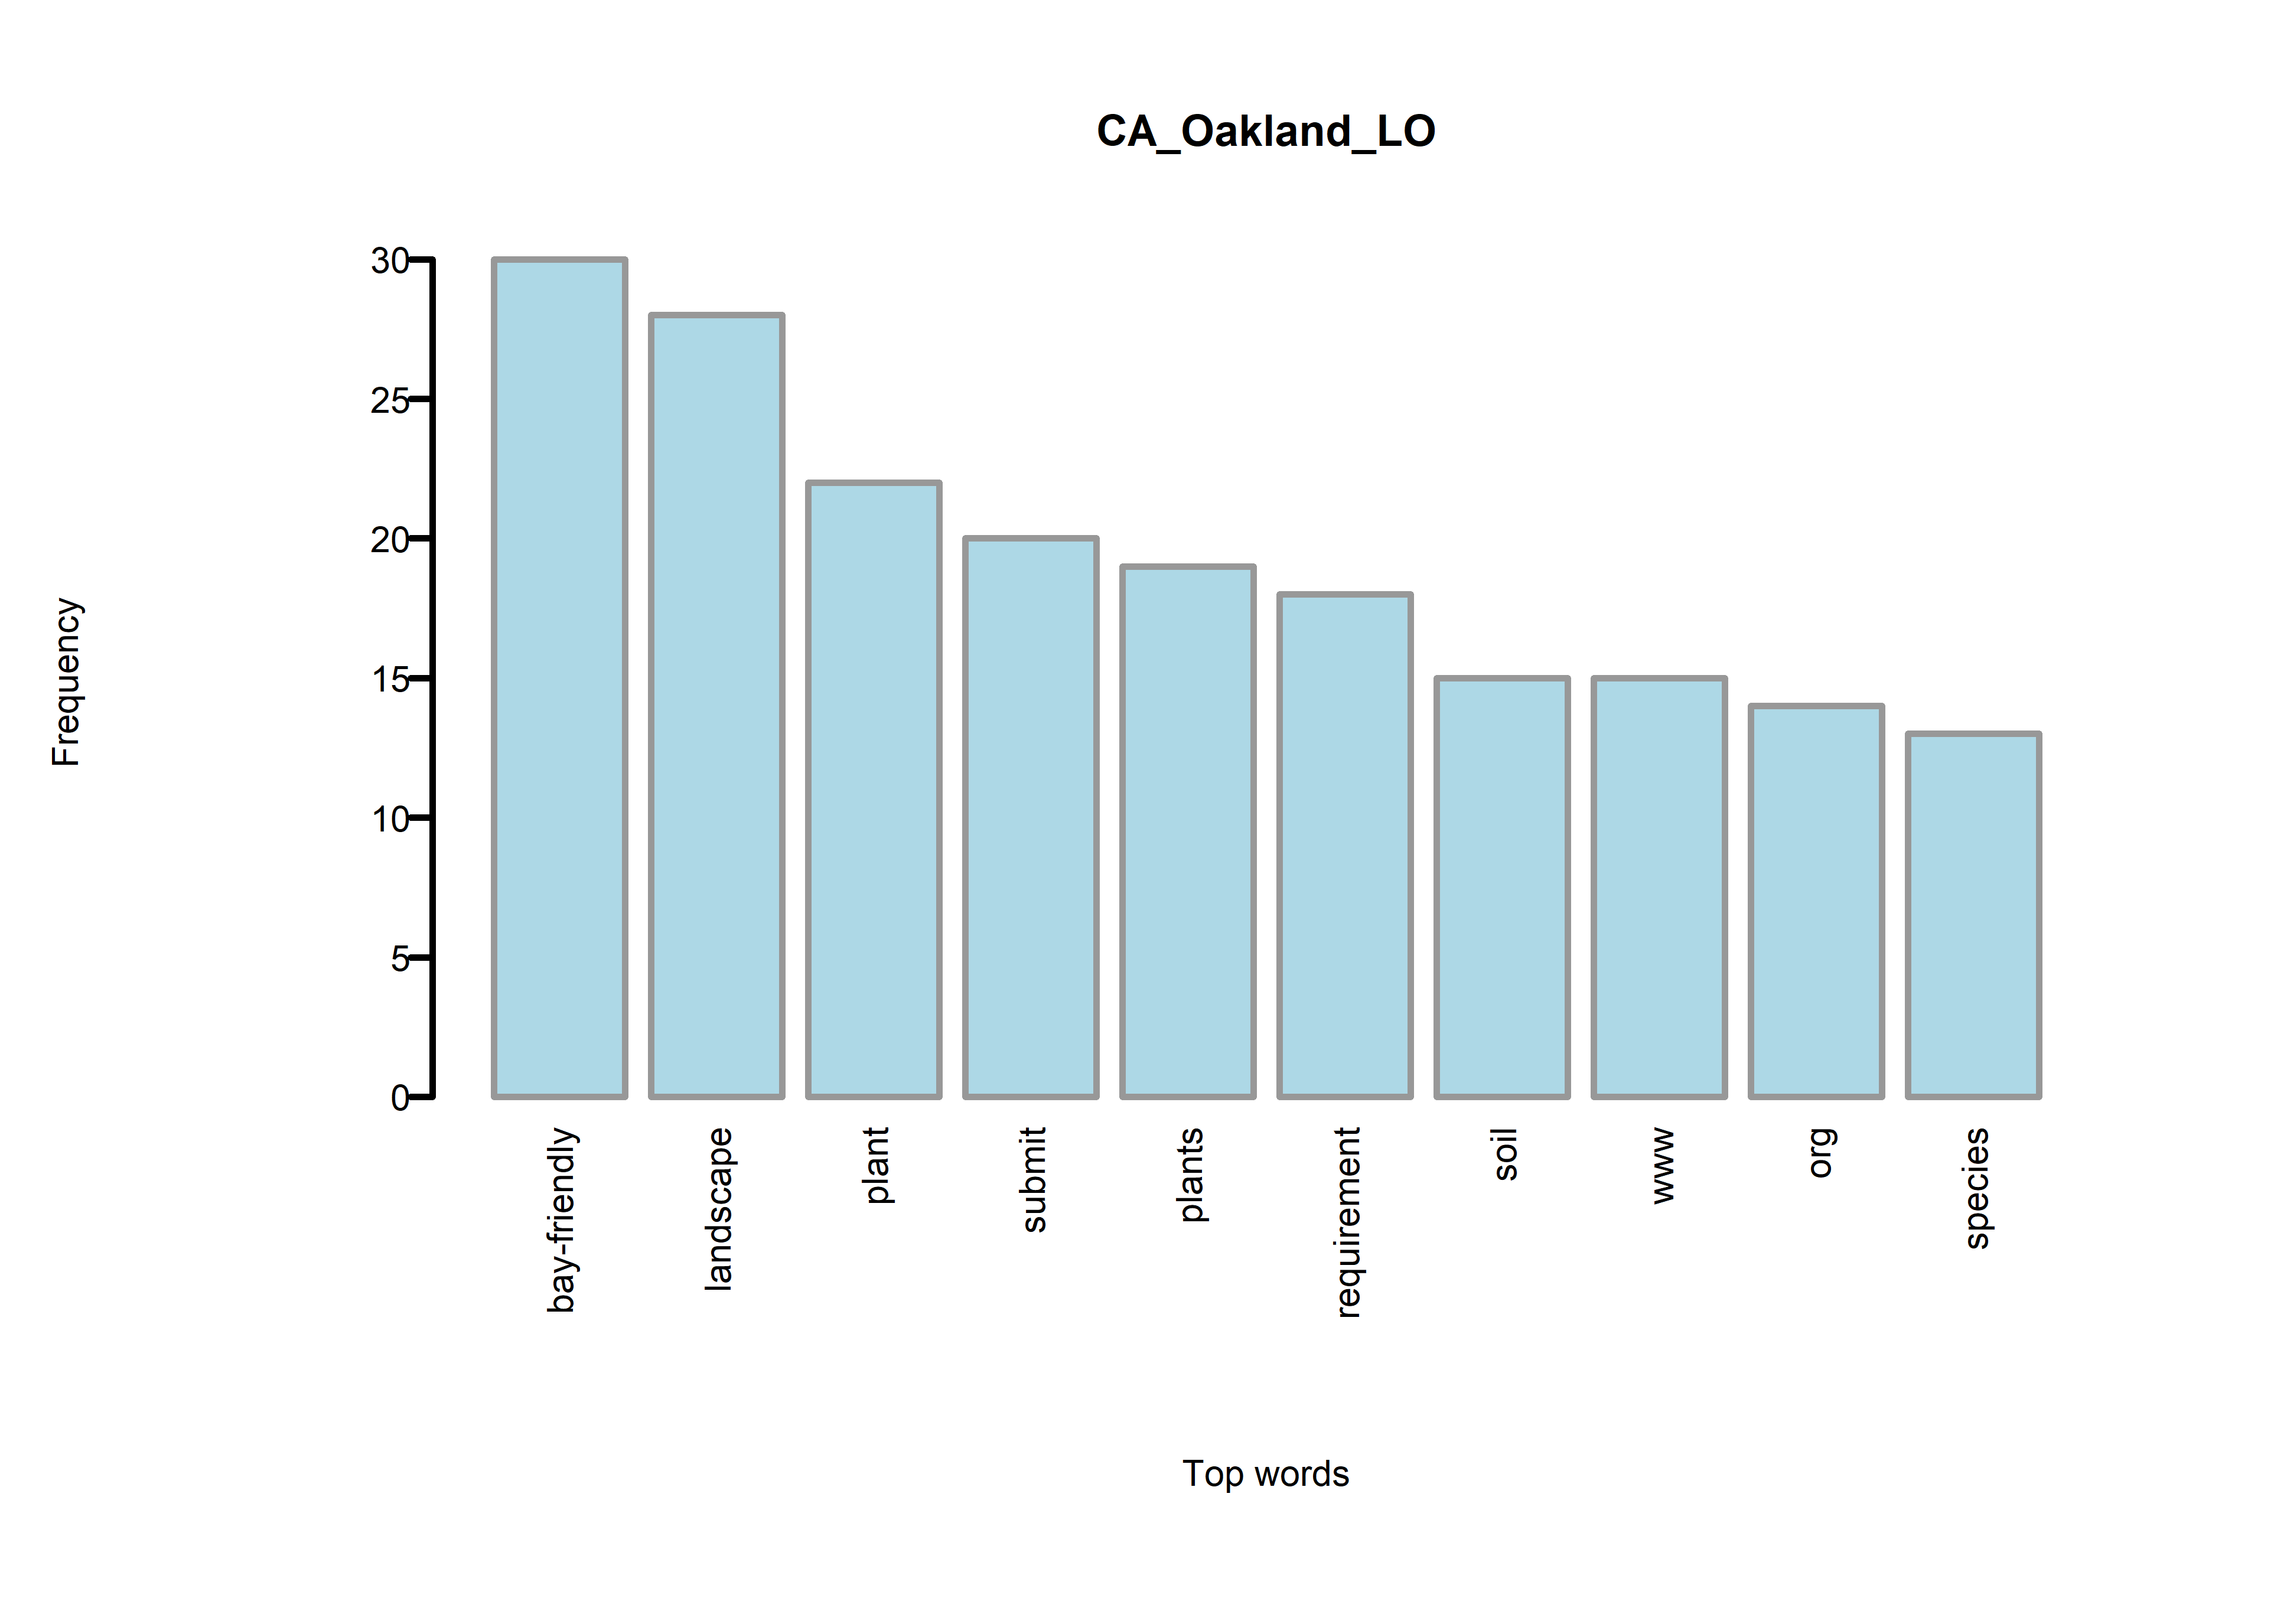 CA_Oakland_LO
Frequency
30
25
20
15
10
5
0
bay-friendly
landscape
plant
submit
plants
requirement
soil
www
org
species
Top words